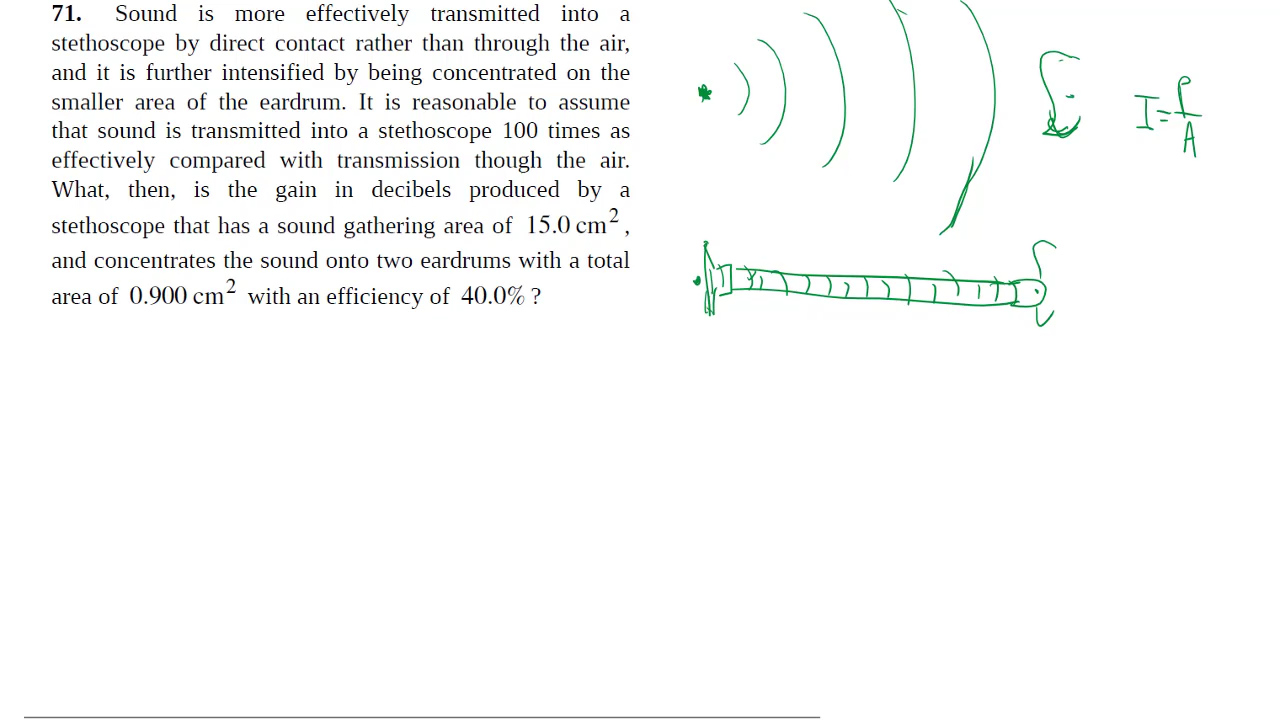 71. Sound is more effectively transmitted into a
stethoscope by direct contact rather than through the air,
and it is further intensified by being concentrated on the
smaller area of the eardrum. It is reasonable to assume
that sound is transmitted into a stethoscope 100 times as
effectively compared with transmission though the air.
What, then, is the gain in decibels produced by a
stethoscope that has a sound gathering area of 15.0 cm²,
and concentrates the sound onto two eardrums with a total
area of 0.900 cm² with an efficiency of 40.0%?
I = P/A